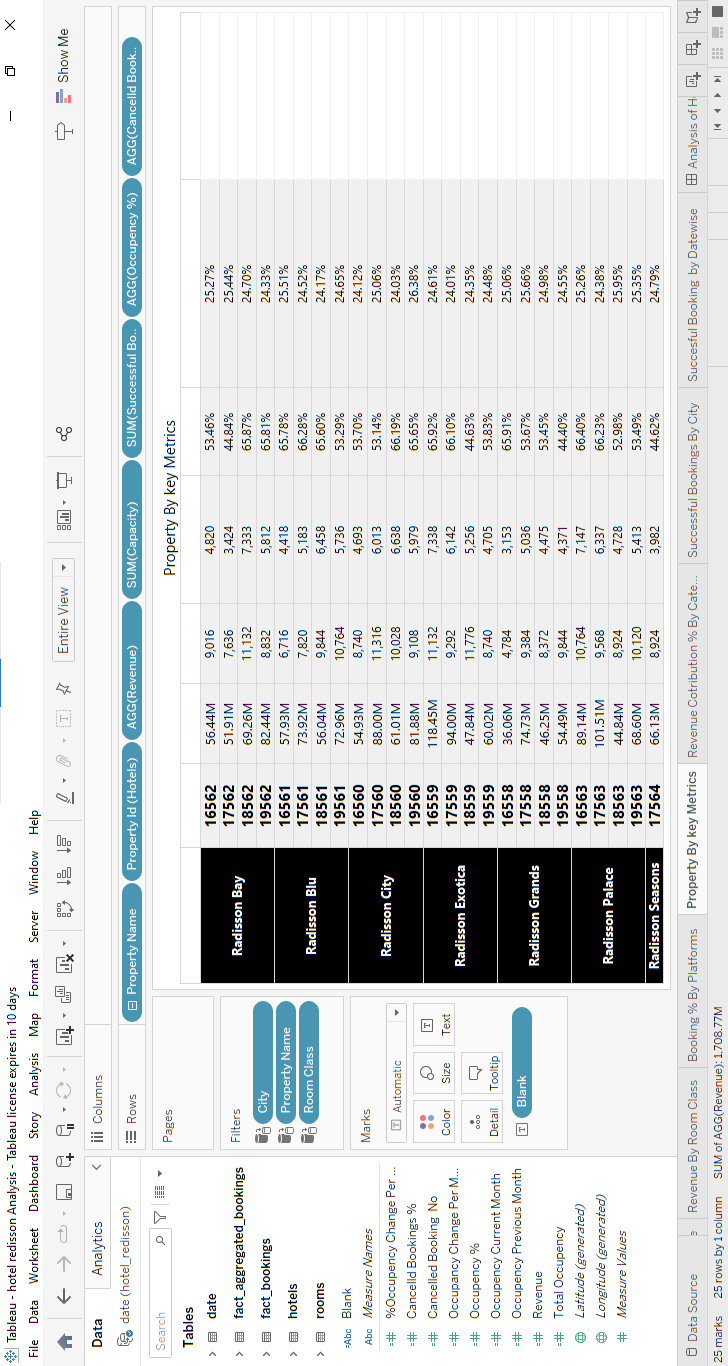 Tableau - hotel redisson Analysis - Tableau license expires in 10 days
File Data Worksheet Dashboard Story Analysis Map Format Server Window Help
Entire View Show Me
Data Analytics
date (hotel_redisson)
Search
Tables
date
fact_aggregated_bookings
fact_bookings
hotels
rooms
=Abc Blank
Abc Measure Names
%Occupency Change Per ...
Cancelld Bookings %
Cancelled Booking No
Occupancy Change Per M...
Occupency %
Occupency Current Month
Occupency Previous Month
Revenue
Total Occupency
Latitude (generated)
Longitude (generated)
Measure Values
Pages
Filters
City
Property Name
Room Class
Marks
Automatic
Color Size Text
Detail Tooltip
Blank
Columns
Rows Property Name Property Id (Hotels) AGG(Revenue) SUM(Capacity) SUM(Successful Bo.. AGG(Occupency %) AGG(Cancelld Book..
Property By key Metrics
Radisson Bay 16562 56.44M 9,016 4,820 53.46% 25.27%
17562 51.91M 7,636 3,424 44.84% 25.44%
18562 69.26M 11,132 7,333 65.87% 24.70%
19562 82.44M 8,832 5,812 65.81% 24.33%
Radisson Blu 16561 57.93M 6,716 4,418 65.78% 25.51%
17561 73.92M 7,820 5,183 66.28% 24.52%
18561 56.04M 9,844 6,458 65.60% 24.17%
19561 72.96M 10,764 5,736 53.29% 24.65%
Radisson City 16560 54.93M 8,740 4,693 53.70% 24.12%
17560 88.00M 11,316 6,013 53.14% 25.06%
18560 61.01M 10,028 6,638 66.19% 24.03%
19560 81.88M 9,108 5,979 65.65% 26.38%
Radisson Exotica 16559 118.45M 11,132 7,338 65.92% 24.61%
17559 94.00M 9,292 6,142 66.10% 24.01%
18559 47.84M 11,776 5,256 44.63% 24.35%
19559 60.02M 8,740 4,705 53.83% 24.48%
Radisson Grands 16558 36.06M 4,784 3,153 65.91% 25.06%
17558 74.73M 9,384 5,036 53.67% 25.66%
18558 46.25M 8,372 4,475 53.45% 24.98%
19558 54.49M 9,844 4,371 44.40% 24.55%
Radisson Palace 16563 89.14M 10,764 7,147 66.40% 25.26%
17563 101.51M 9,568 6,337 66.23% 24.38%
18563 44.84M 8,924 4,728 52.98% 25.95%
19563 68.60M 10,120 5,413 53.49% 25.35%
Radisson Seasons 17564 66.13M 8,924 3,982 44.62% 24.79%
Data Source Revenue By Room Class Booking % By Platforms Property By key Metrics Revenue Cotribution % By Cate... Successful Bookings By City Succesful Booking by Datewise Analysis of H
25 marks 25 rows by 1 column SUM of AGG(Revenue): 1,708.77M